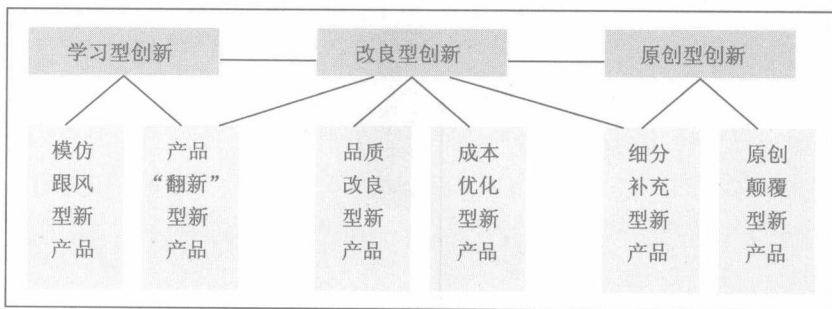 学习型创新
改良型创新
原创型创新
模仿
跟风
型新
产品
产品
“翻新”
型新
产品
品质
改良
型新
产品
成本
优化
型新
产品
细分
补充
型新
产品
原创
颠覆
型新
产品